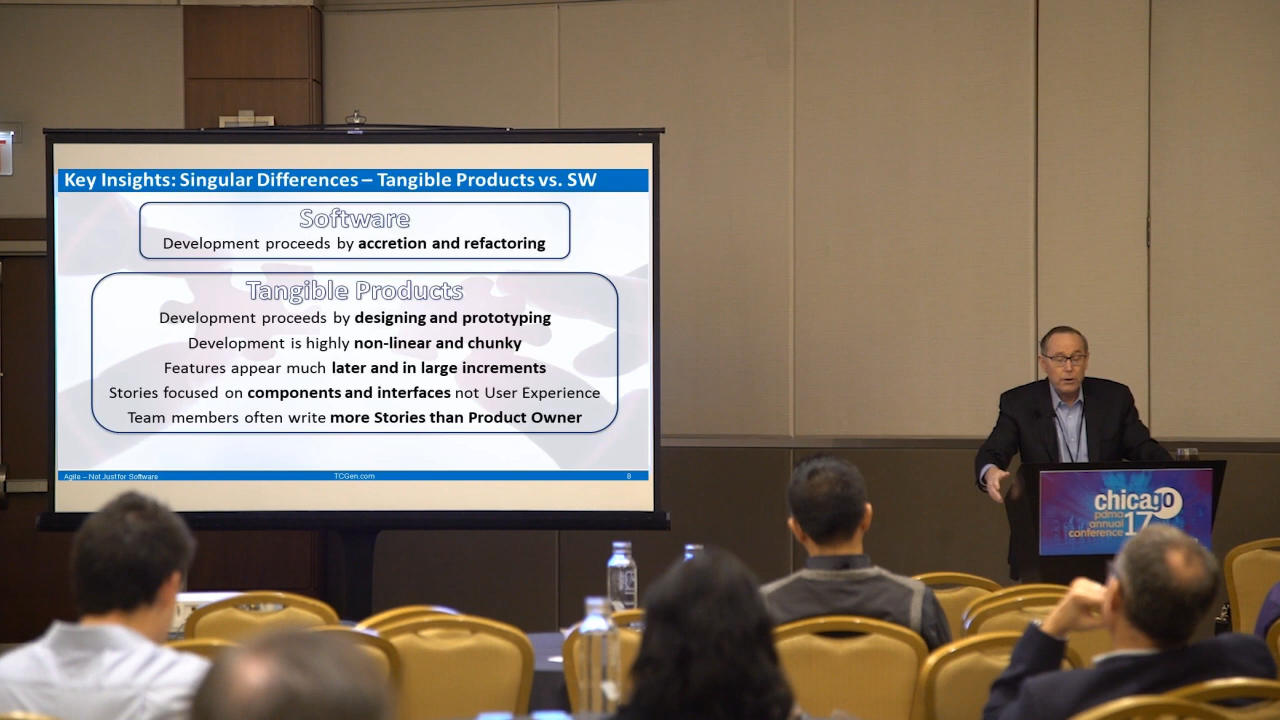 Key Insights: Singular Differences – Tangible Products vs. SW
Software
Development proceeds by accretion and refactoring
Tangible Products
Development proceeds by designing and prototyping
Development is highly non-linear and chunky
Features appear much later and in large increments
Stories focused on components and interfaces not User Experience
Team members often write more Stories than Product Owner
Agile – Not Just for Software
TCGen.com
8
chicago
pdma
annual
conference
17